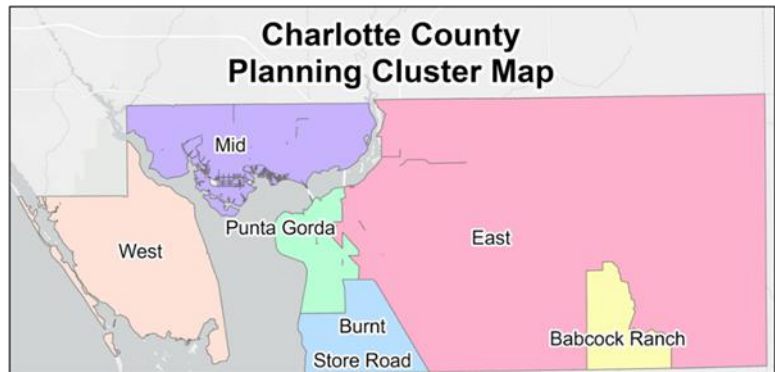 Charlotte County
Planning Cluster Map
Mid
Punta Gorda
West
East
Burnt
Store Road
Babcock Ranch